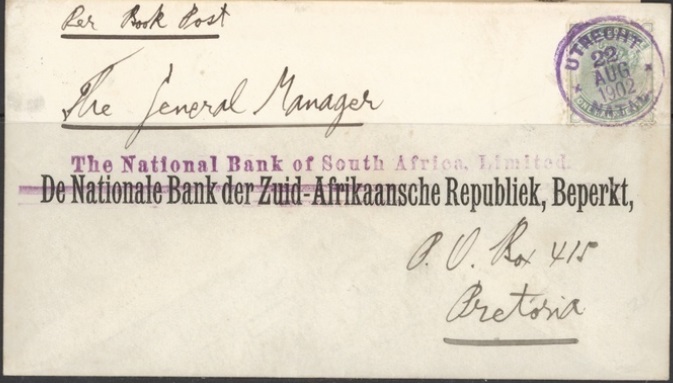 Per Book Post
UTRECHT.
22
AUG
1902
NATAL
The General Manager
The National Bank of South Africa, Limited.
De Nationale Bank der Zuid-Afrikaansche Republiek, Beperkt,
P. O. Box 415
Pretoria